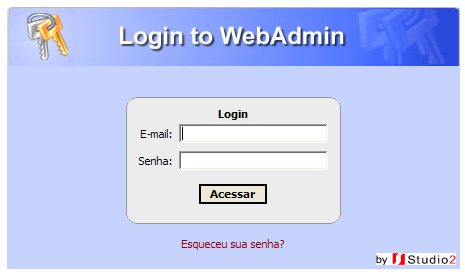 Login to WebAdmin
Login
E-mail:
Senha:
Acessar
Esqueceu sua senha?
by Studio2